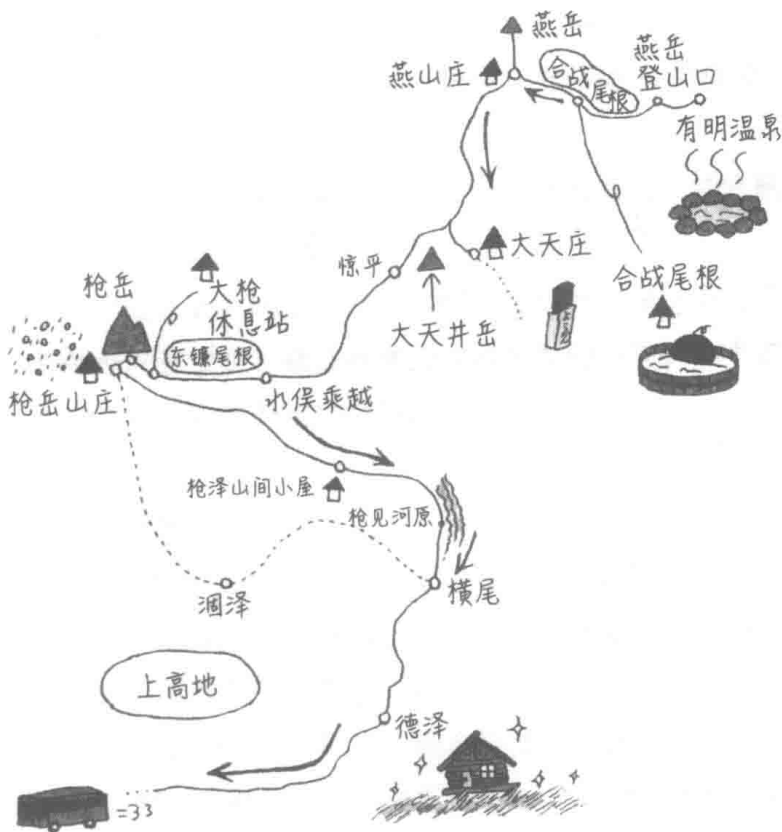 燕岳
燕山庄
合战尾根
燕岳
登山口
有明温泉
惊平
大天庄
合战尾根
大天井岳
枪岳
大枪
休息站
东镰尾根
枪岳山庄
水俣乘越
枪泽山间小屋
枪见河原
涸泽
横尾
上高地
德泽
=33